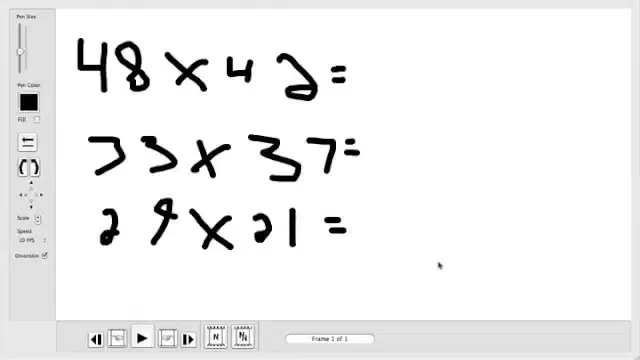 Pen Size
48 x 42 =
Pen Color
Fill
33 x 37 =
Scale
29 x 21 =
Speed
10 FPS
Onionskin
N
N/N
Frame 1 of 1